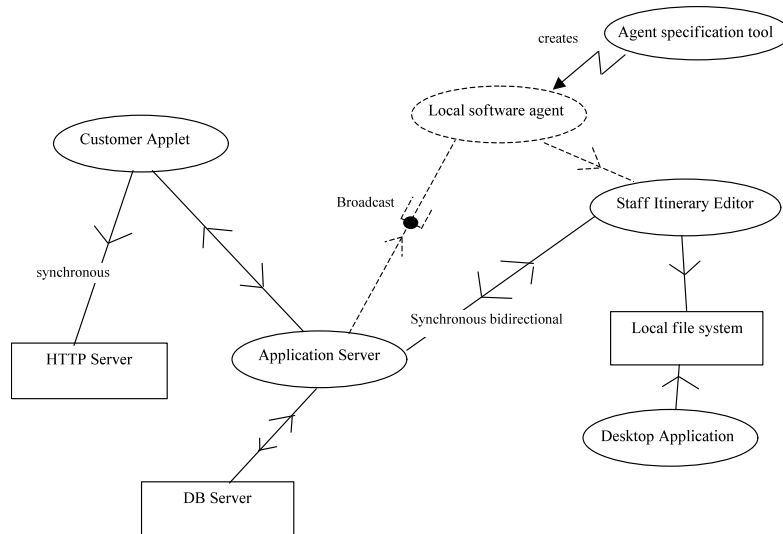 Agent specification tool
creates
Local software agent
Customer Applet
Broadcast
Staff Itinerary Editor
synchronous
Synchronous bidirectional
Local file system
HTTP Server
Application Server
Desktop Application
DB Server